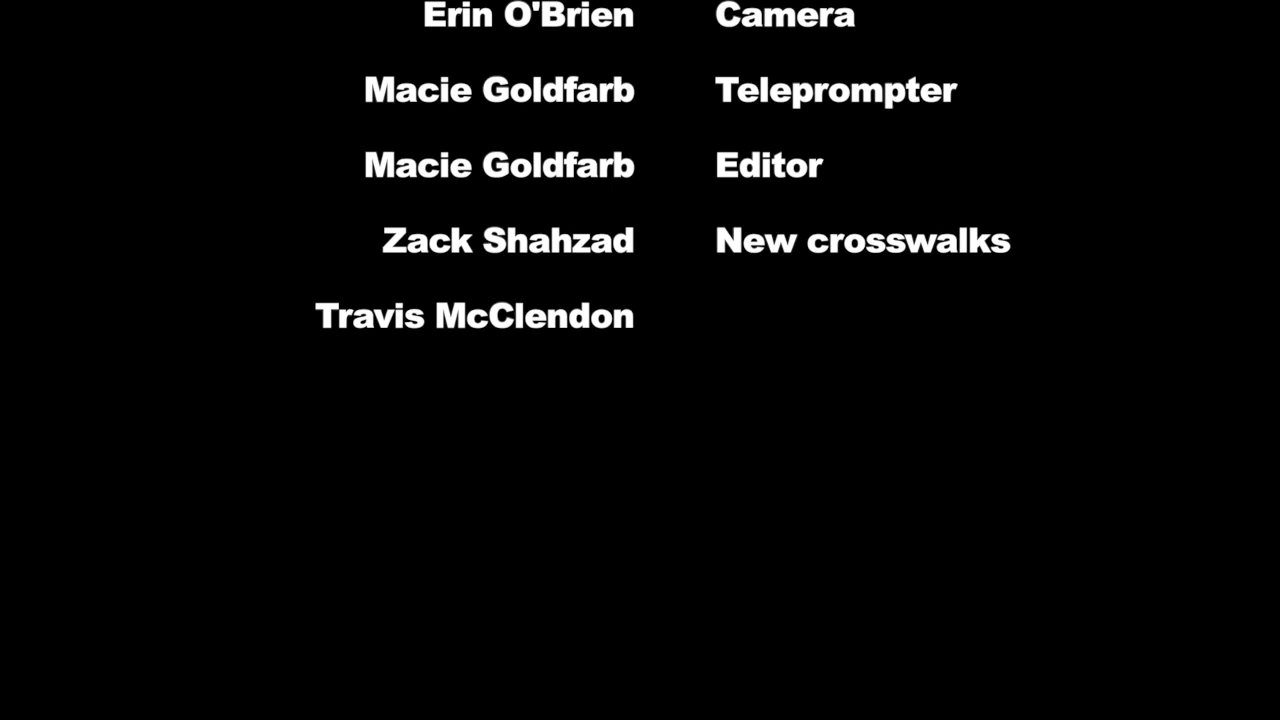 Erin O'Brien Camera
Macie Goldfarb Teleprompter
Macie Goldfarb Editor
Zack Shahzad New crosswalks
Travis McClendon